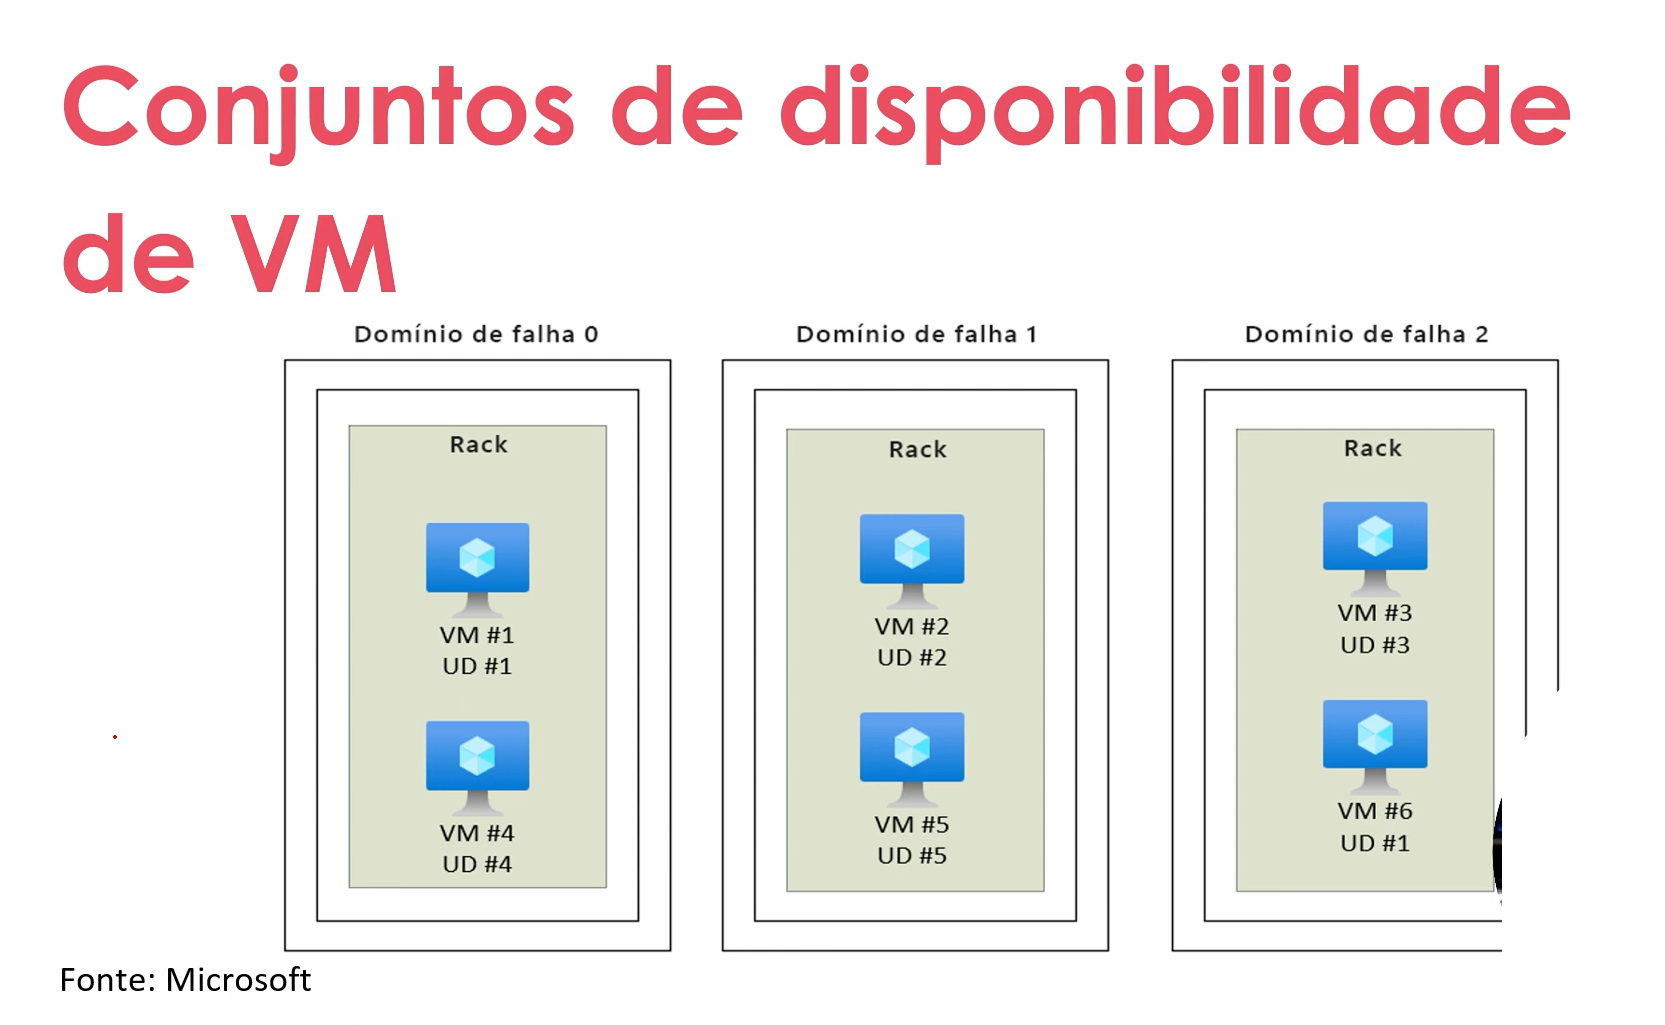 Conjuntos de disponibilidade
de VM
Domínio de falha 0
Domínio de falha 1
Domínio de falha 2
Rack
Rack
Rack
VM #1
UD #1
VM #2
UD #2
VM #3
UD #3
VM #4
UD #4
VM #5
UD #5
VM #6
UD #1
Fonte: Microsoft